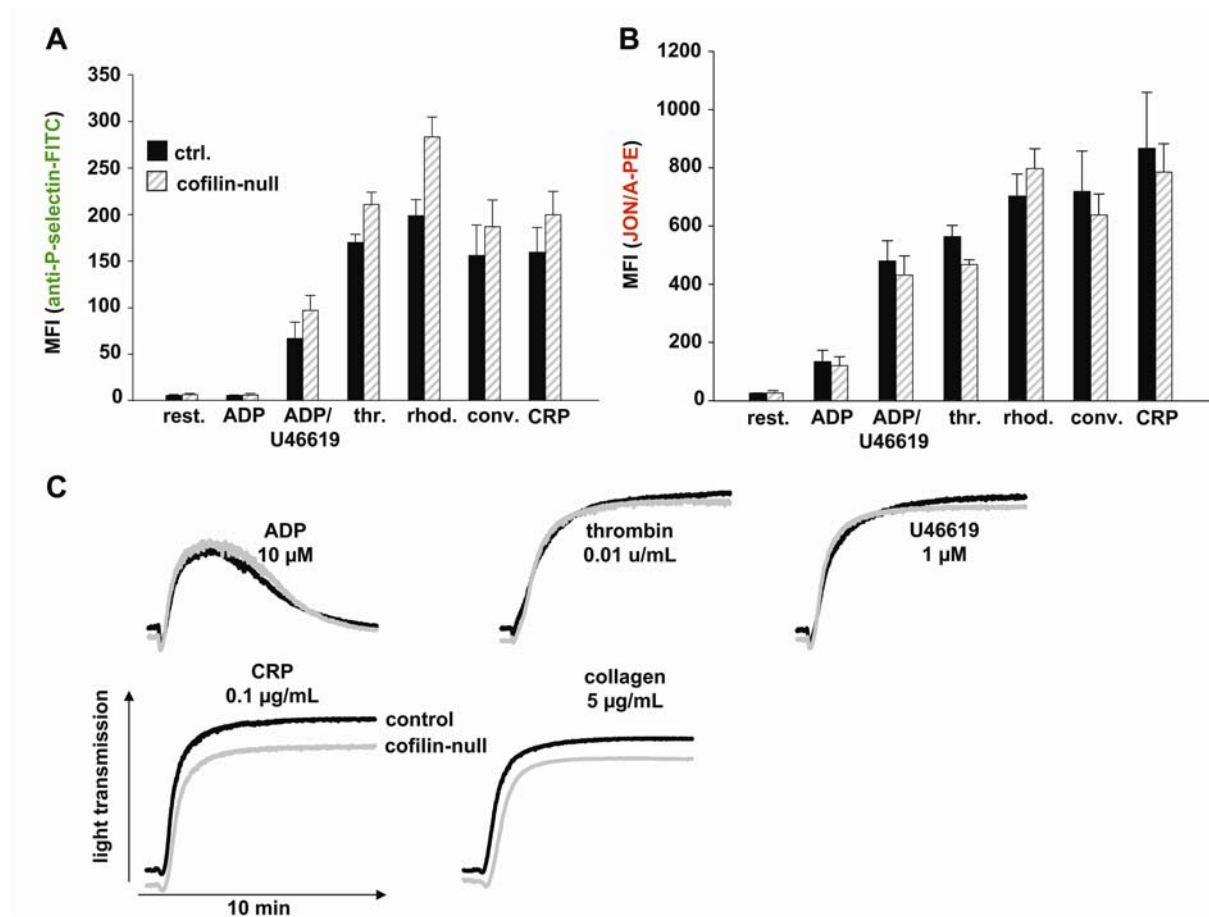 A
MFI (anti-P-selectin-FITC)
350
300
250
200
150
100
50
0
ctrl.
cofilin-null
rest. ADP ADP/ thr. rhod. conv. CRP
U46619
B
MFI (JON/A-PE)
1200
1000
800
600
400
200
0
rest. ADP ADP/ thr. rhod. conv. CRP
U46619
C
ADP
10 µM
thrombin
0.01 u/mL
U46619
1 µM
CRP
0.1 µg/mL
control
cofilin-null
collagen
5 µg/mL
light transmission
10 min